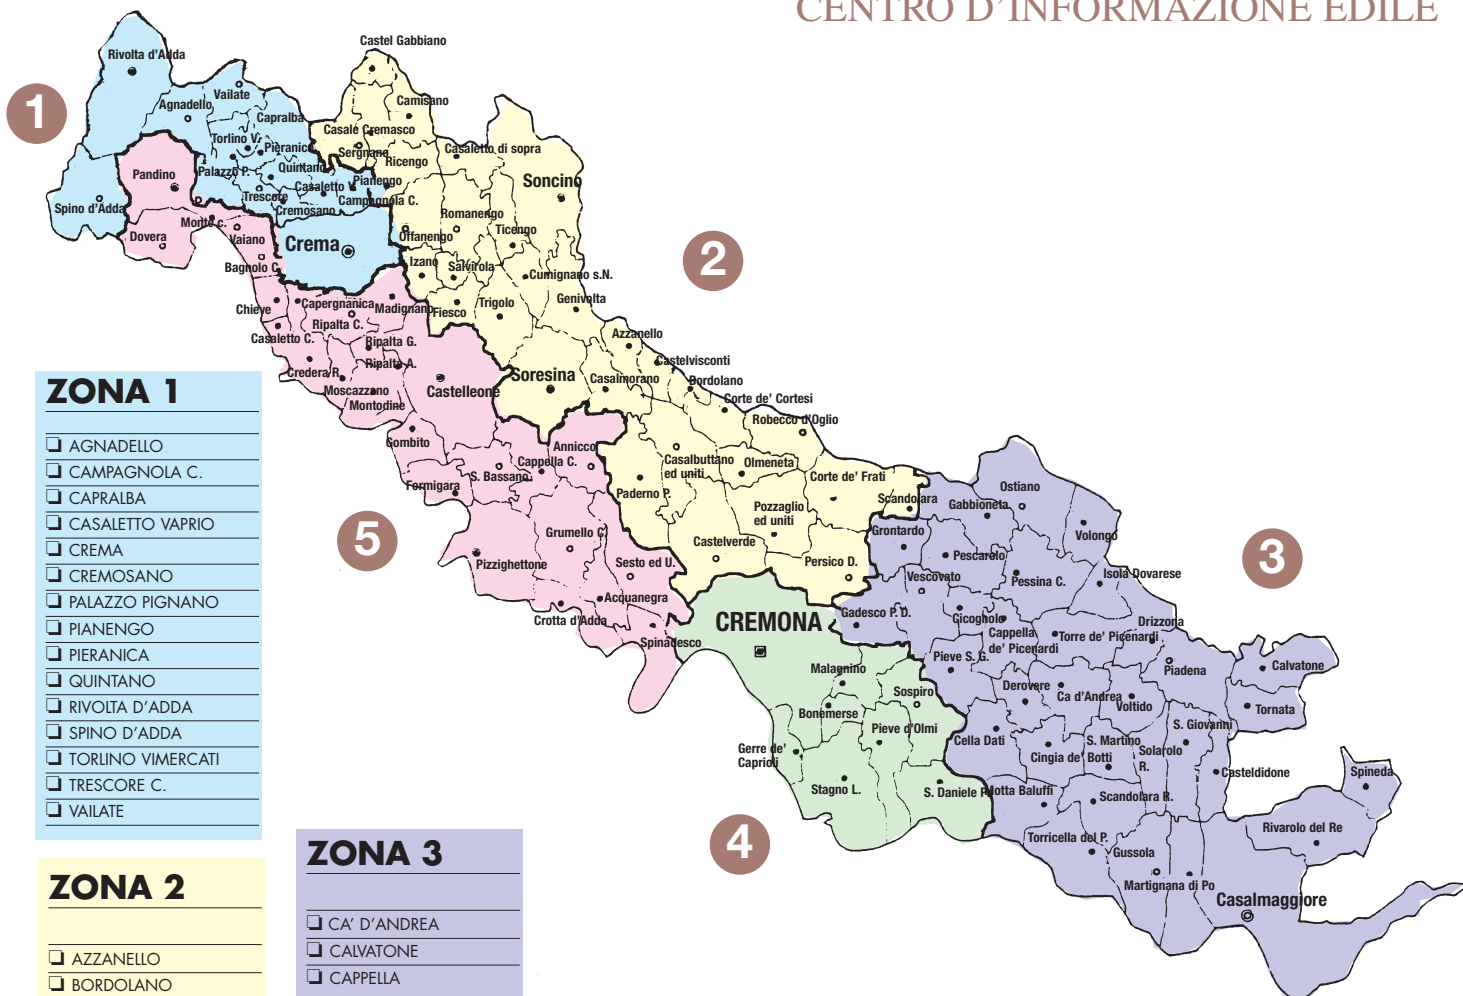 CENTRO D'INFORMAZIONE EDILE
1
Rivolta d'Adda
Agnadello
Vailate
Capralba
Torlino V.
Pieranica
Palazzo P.
Quintano
Trescore
Casaletto V.
Cremosano
Pianengo
Campagnola C.
Spino d'Adda
Crema
Pandino
Dovera
Monte c.
Vaiano
Bagnolo C.
Chieve
Capergnanica
Madignano
Ripalta C.
Casaletto C.
Ripalta G.
Ripalta A.
Credera R.
Moscazzano
Montodine
Castelleone
Gombito
Formigara
S. Bassano
Cappella C.
Annicco
5
Pizzighettone
Grumello C.
Sesto ed U.
Acquanegra
Crotta d'Adda
Spinadesco
2
Castel Gabbiano
Camisano
Casale Cremasco
Sergnano
Ricengo
Casaletto di sopra
Soncino
Romanengo
Offanengo
Ticengo
Izano
Salvirola
Cumignano s.N.
Fiesco
Trigolo
Genivolta
Azzanello
Castelvisconti
Soresina
Casalmorano
Bordolano
Corte de' Cortesi
Robecco d'Oglio
Casalbuttano
ed uniti
Olmeneta
Corte de' Frati
Paderno P.
Scandolara
Pozzaglio
ed uniti
Castelverde
Persico D.
3
Ostiano
Gabbioneta
Volongo
Grontardo
Pescarolo
Vescovato
Pessina C.
Isola Dovarese
Gadesco P. D.
Gicognolo
Cappella
de' Picenardi
Torre de' Picenardi
Drizzona
Pieve S. G.
Piadena
Calvatone
Derovere
Ca d'Andrea
Voltido
Tornata
S. Giovanni
Cella Dati
Cingia de' Botti
S. Martino
Solarolo
R.
Casteldidone
Spineda
Motta Baluffi
Scandolara R.
Rivarolo del Re
Torricella del P.
Gussola
Martignana di Po
Casalmaggiore
4
CREMONA
Malagnino
Sospiro
Bonemerse
Pieve d'Olmi
Gerre de'
Caprioli
Stagno L.
S. Daniele P.
ZONA 1
❏ AGNADELLO
❏ CAMPAGNOLA C.
❏ CAPRALBA
❏ CASALETTO VAPRIO
❏ CREMA
❏ CREMOSANO
❏ PALAZZO PIGNANO
❏ PIANENGO
❏ PIERANICA
❏ QUINTANO
❏ RIVOLTA D'ADDA
❏ SPINO D'ADDA
❏ TORLINO VIMERCATI
❏ TRESCORE C.
❏ VAILATE
ZONA 2
❏ AZZANELLO
❏ BORDOLANO
ZONA 3
❏ CA' D'ANDREA
❏ CALVATONE
❏ CAPPELLA